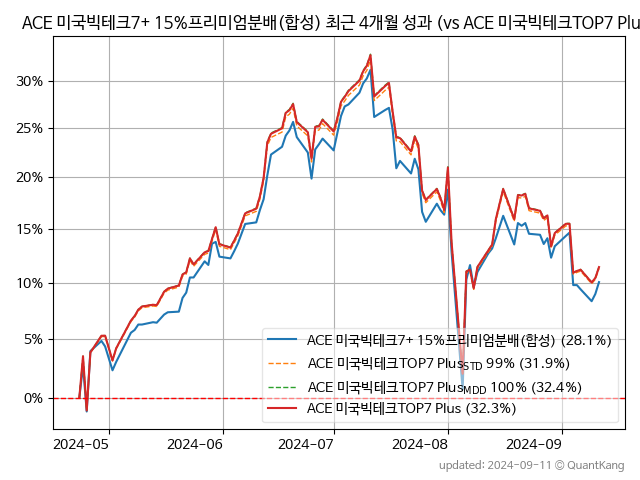 ACE 미국빅테크7+ 15%프리미엄분배(합성) 최근 4개월 성과 (vs ACE 미국빅테크TOP7 Plu
30%
25%
20%
15%
10%
5%
0%
ACE 미국빅테크7+ 15%프리미엄분배(합성) (28.1%)
ACE 미국빅테크TOP7 PlusSTD 99% (31.9%)
ACE 미국빅테크TOP7 PlusMDD 100% (32.4%)
ACE 미국빅테크TOP7 Plus (32.3%)
2024-05 2024-06 2024-07 2024-08 2024-09
updated: 2024-09-11 © QuantKang